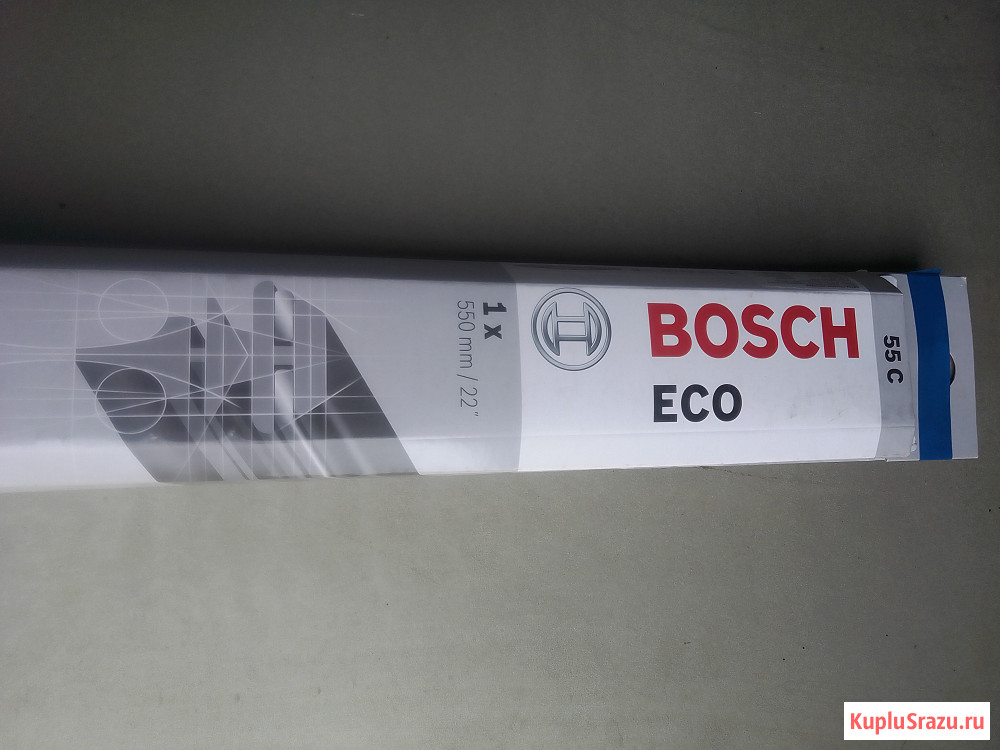 BOSCH
ECO
55 C
1 x
550 mm / 22"
KupluSrazu.ru